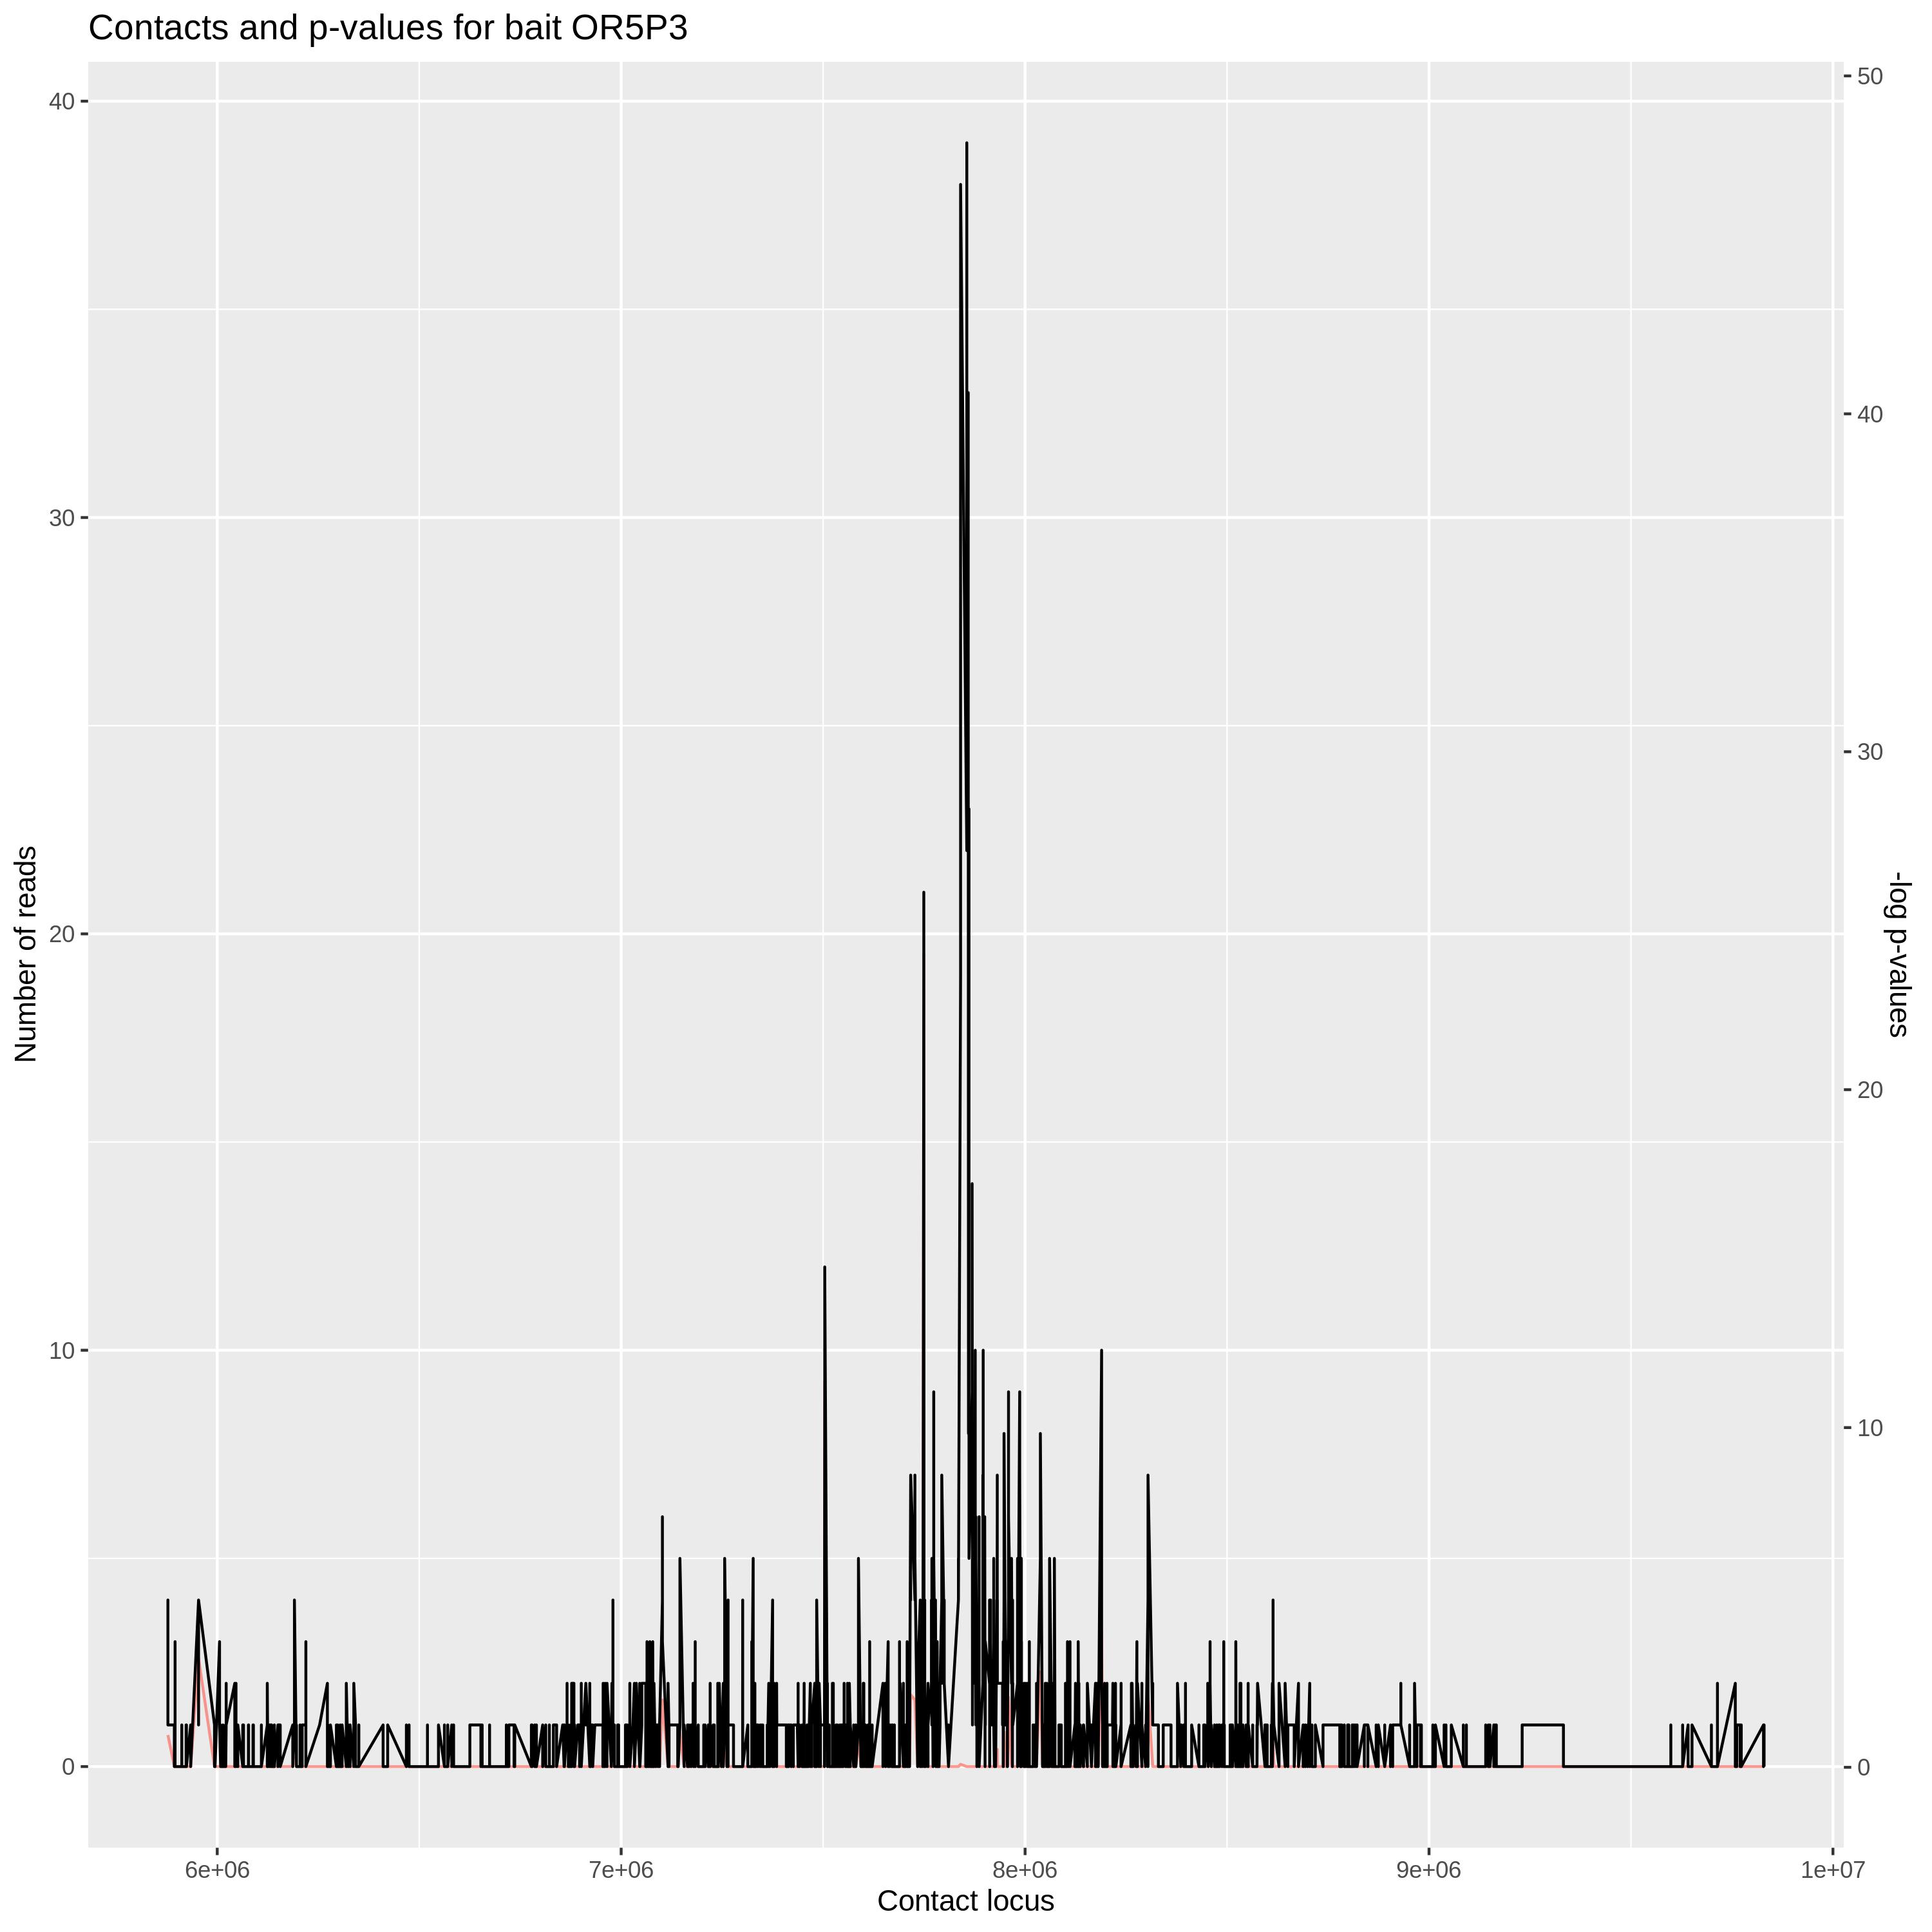 Contacts and p-values for bait OR5P3
Number of reads
40
30
20
10
0
50
40
30
20
10
0
-log p-values
6e+06 7e+06 8e+06 9e+06 1e+07
Contact locus